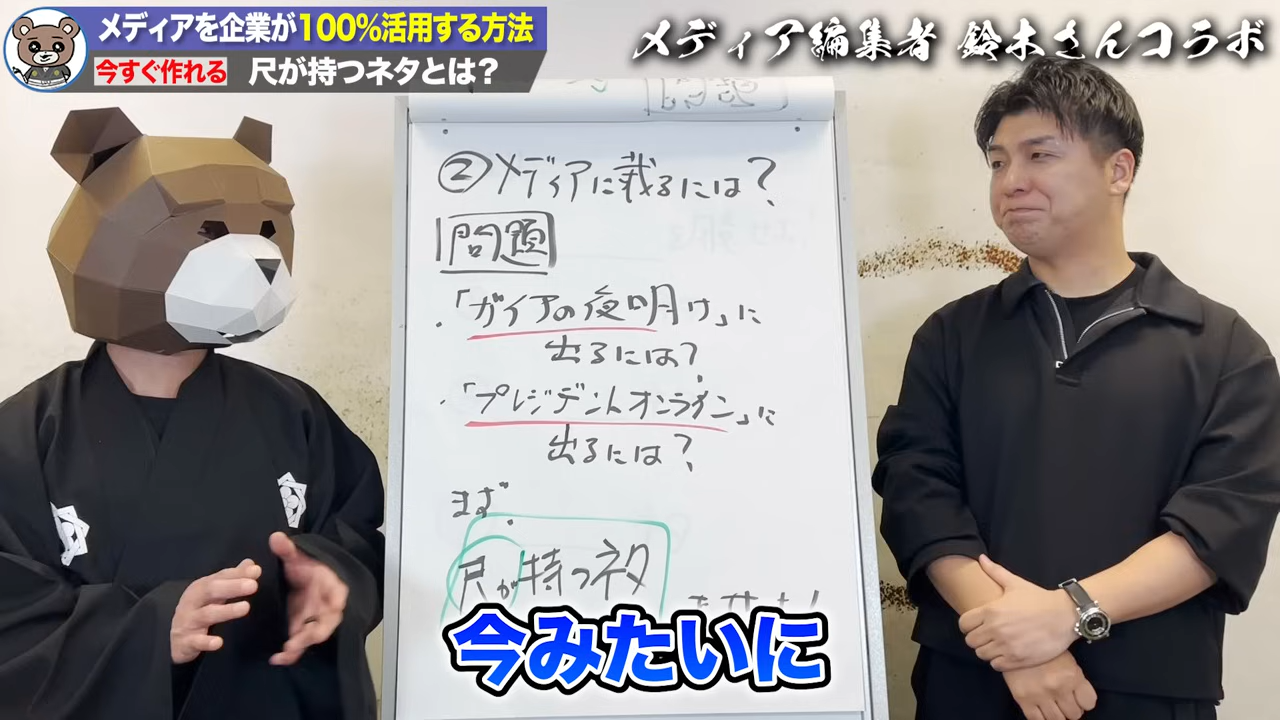 メディアを企業が100%活用する方法
今すぐ作れる 尺が持つネタとは?
メディア編集者 鈴木さんコラボ
②メディアに載るには?
問題
・「ガイアの夜明け」に
出るには?
・「プレジデントオンライン」に
出るには?
まず、
尺が持つネタ
今みたいに